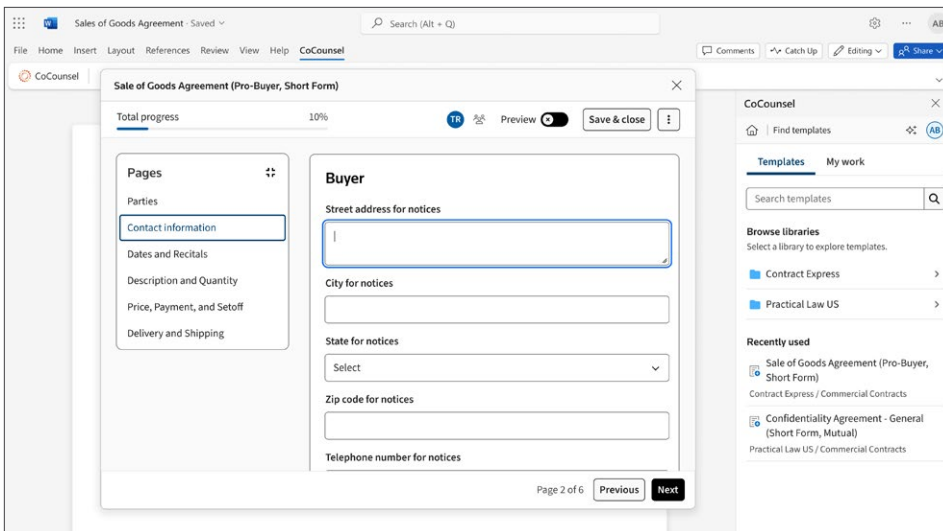 Sales of Goods Agreement · Saved
Search (Alt + Q)
AB
File Home Insert Layout References Review View Help CoCounsel
Comments Catch Up Editing Share
CoCounsel
Sale of Goods Agreement (Pro-Buyer, Short Form)
Total progress 10%
TR Preview Save & close
Pages
Parties
Contact information
Dates and Recitals
Description and Quantity
Price, Payment, and Setoff
Delivery and Shipping
Buyer
Street address for notices
City for notices
State for notices
Select
Zip code for notices
Telephone number for notices
Page 2 of 6 Previous Next
CoCounsel
Find templates AB
Templates My work
Search templates
Browse libraries
Select a library to explore templates.
Contract Express
Practical Law US
Recently used
Sale of Goods Agreement (Pro-Buyer,
Short Form)
Contract Express / Commercial Contracts
Confidentiality Agreement - General
(Short Form, Mutual)
Practical Law US / Commercial Contracts